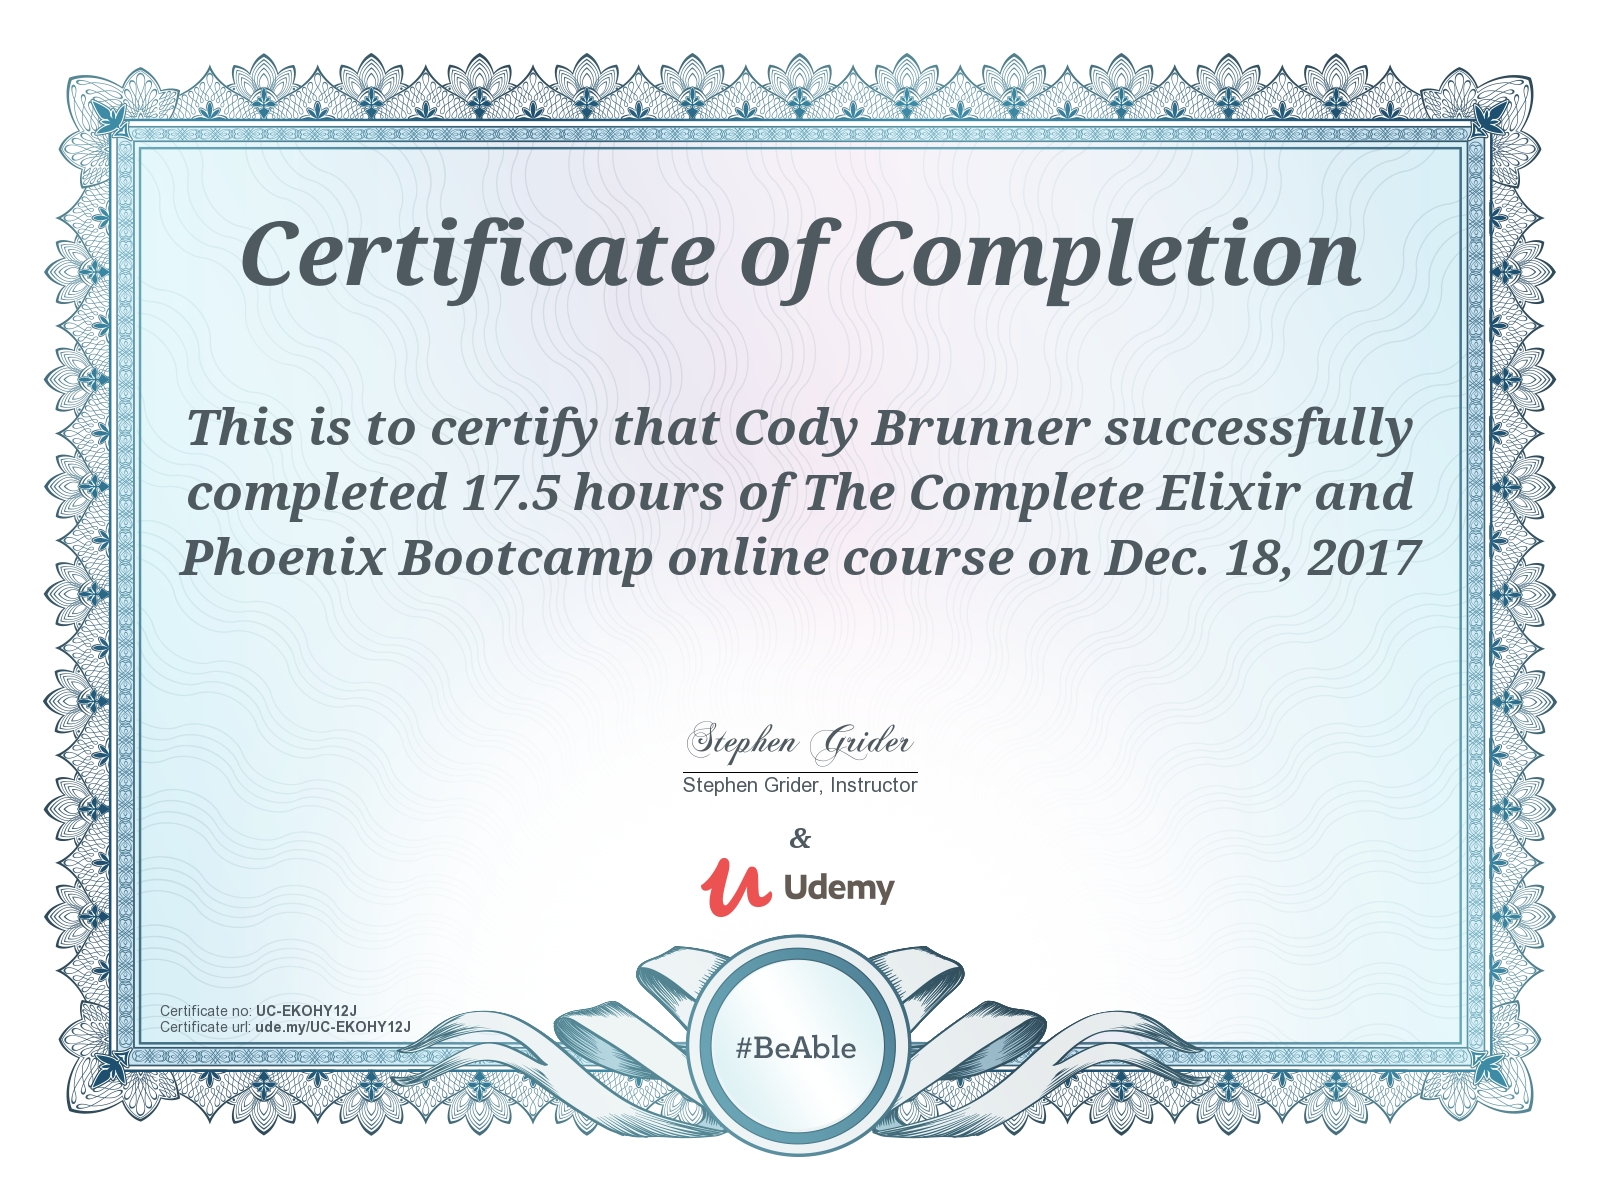 Certificate of Completion
This is to certify that Cody Brunner successfully
completed 17.5 hours of The Complete Elixir and
Phoenix Bootcamp online course on Dec. 18, 2017
Stephen Grider
Stephen Grider, Instructor
&
Udemy
Certificate no: UC-EKOHY12J
Certificate url: ude.my/UC-EKOHY12J
#BeAble